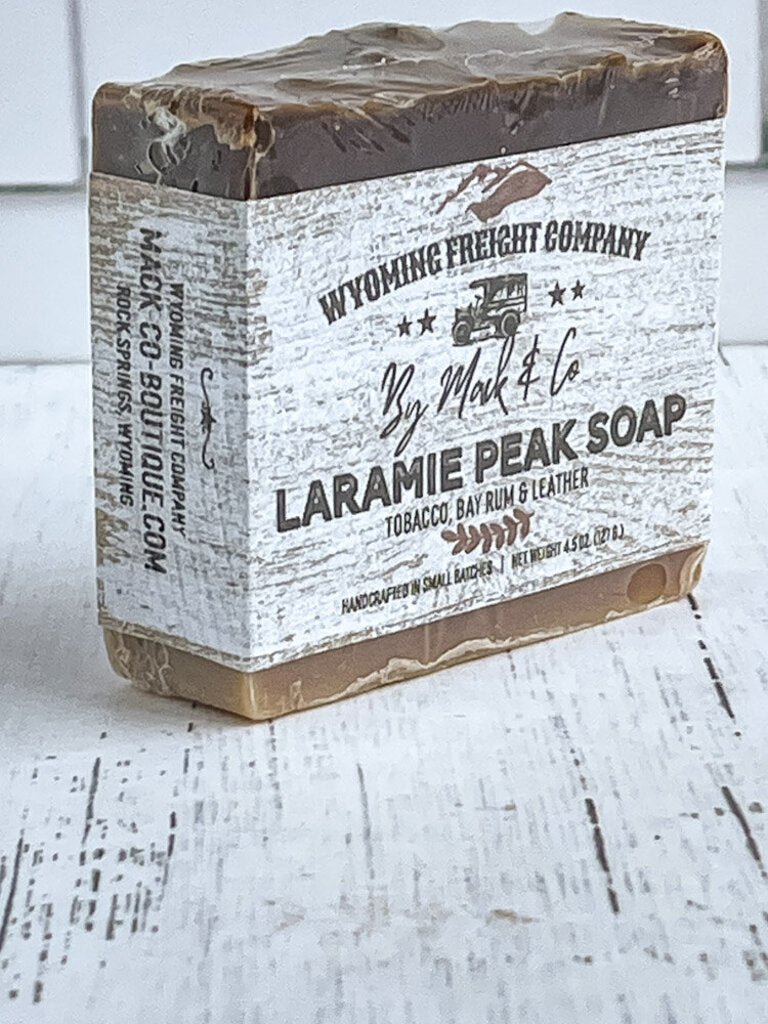 WYOMING FREIGHT COMPANY
By Mack & Co
LARAMIE PEAK SOAP
TOBACCO, BAY RUM & LEATHER
HANDCRAFTED IN SMALL BATCHES | NET WEIGHT 4.5 OZ. (127 G.)
WYOMING FREIGHT COMPANY
MACK-CO-BOUTIQUE.COM
ROCK SPRINGS, WYOMING